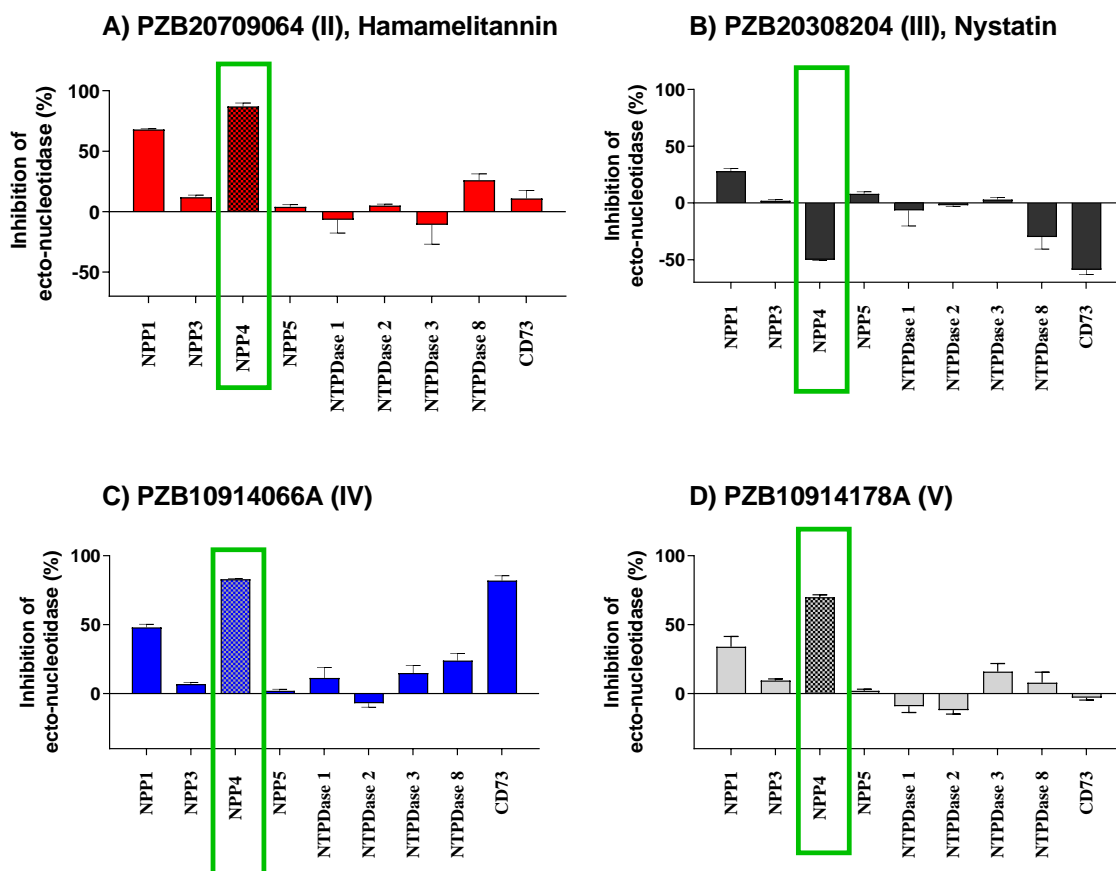 A) PZB20709064 (II), Hamamelitannin
Inhibition of
ecto-nucleotidase (%)
100
50
0
-50
NPP1
NPP3
NPP4
NPP5
NTPDase 1
NTPDase 2
NTPDase 3
NTPDase 8
CD73
B) PZB20308204 (III), Nystatin
Inhibition of
ecto-nucleotidase (%)
100
50
0
-50
NPP1
NPP3
NPP4
NPP5
NTPDase 1
NTPDase 2
NTPDase 3
NTPDase 8
CD73
C) PZB10914066A (IV)
Inhibition of
ecto-nucleotidase (%)
100
50
0
NPP1
NPP3
NPP4
NPP5
NTPDase 1
NTPDase 2
NTPDase 3
NTPDase 8
CD73
D) PZB10914178A (V)
Inhibition of
ecto-nucleotidase (%)
100
50
0
NPP1
NPP3
NPP4
NPP5
NTPDase 1
NTPDase 2
NTPDase 3
NTPDase 8
CD73